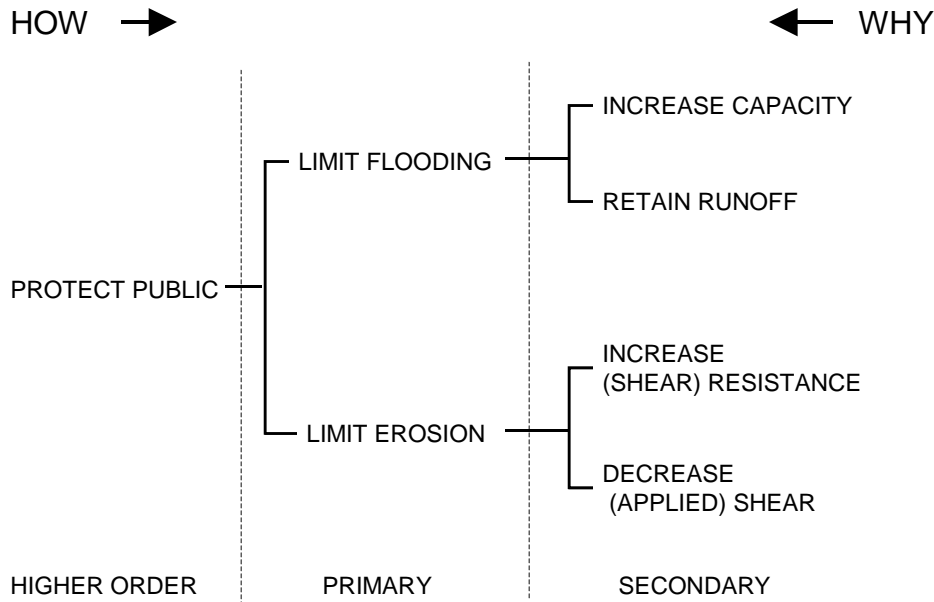 HOW
WHY
INCREASE CAPACITY
LIMIT FLOODING
RETAIN RUNOFF
PROTECT PUBLIC
INCREASE
(SHEAR) RESISTANCE
LIMIT EROSION
DECREASE
(APPLIED) SHEAR
HIGHER ORDER
PRIMARY
SECONDARY